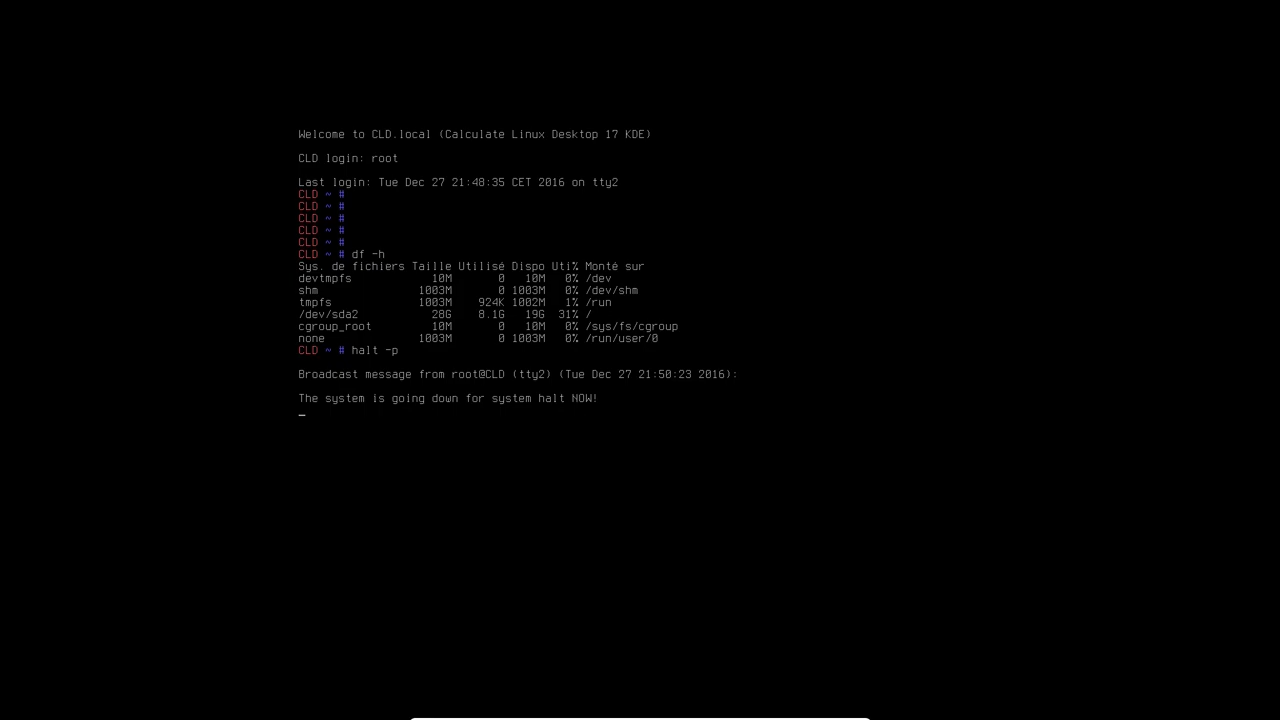 Welcome to CLD.local (Calculate Linux Desktop 17 KDE)
CLD login: root
Last login: Tue Dec 27 21:48:35 CET 2016 on tty2
CLD ~ #
CLD ~ #
CLD ~ #
CLD ~ #
CLD ~ #
CLD ~ # df -h
Sys. de fichiers Taille Utilisé Dispo Uti% Monté sur
devtmpfs 10M 0 10M 0% /dev
shm 1003M 0 1003M 0% /dev/shm
tmpfs 1003M 924K 1002M 1% /run
/dev/sda2 28G 8.1G 19G 31% /
cgroup_root 10M 0 10M 0% /sys/fs/cgroup
none 1003M 0 1003M 0% /run/user/0
CLD ~ # halt -p
Broadcast message from root@CLD (tty2) (Tue Dec 27 21:50:23 2016):
The system is going down for system halt NOW!